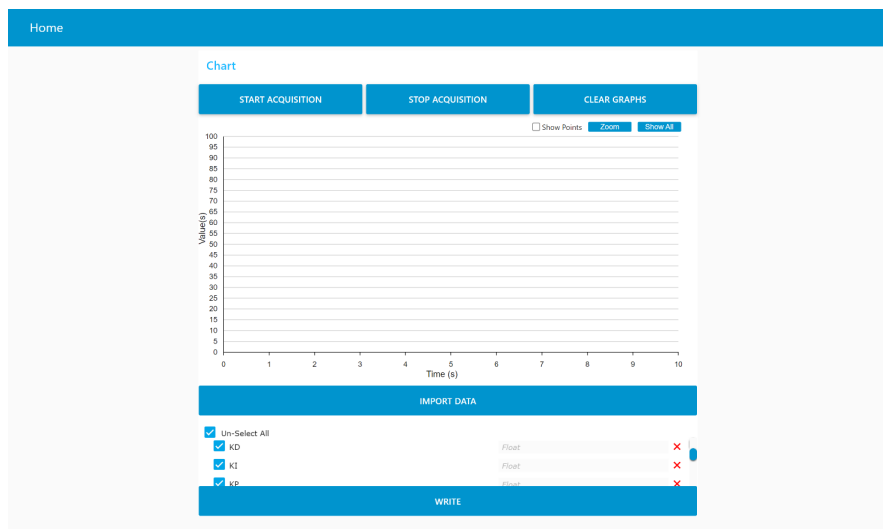 Home
Chart
START ACQUISITION STOP ACQUISITION CLEAR GRAPHS
Show Points Zoom Show All
100
95
90
85
80
75
70
65
60
55
50
45
40
35
30
25
20
15
10
5
0
Value(s)
0 1 2 3 4 5 6 7 8 9 10
Time (s)
IMPORT DATA
Un-Select All
KD Float
KI Float
KP Float
WRITE